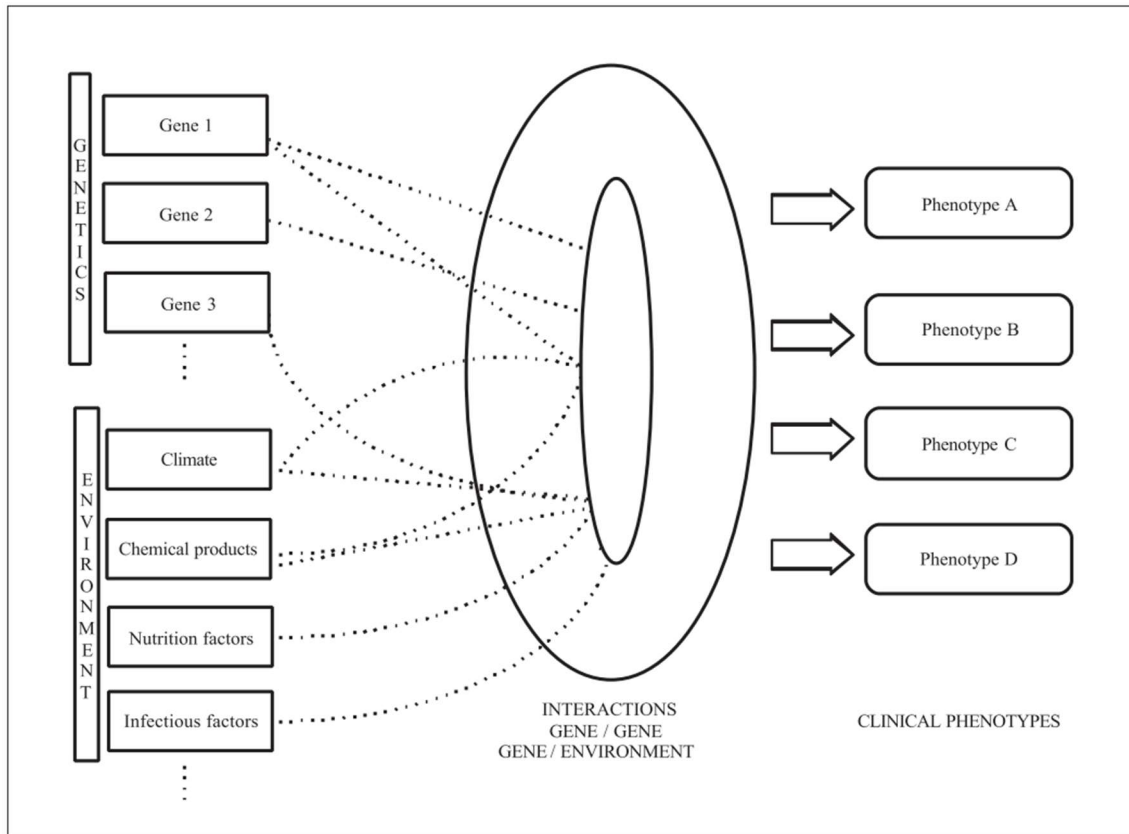 GENETICS
Gene 1
Gene 2
Gene 3
ENVIRONMENT
Climate
Chemical products
Nutrition factors
Infectious factors
INTERACTIONS
GENE / GENE
GENE / ENVIRONMENT
Phenotype A
Phenotype B
Phenotype C
Phenotype D
CLINICAL PHENOTYPES